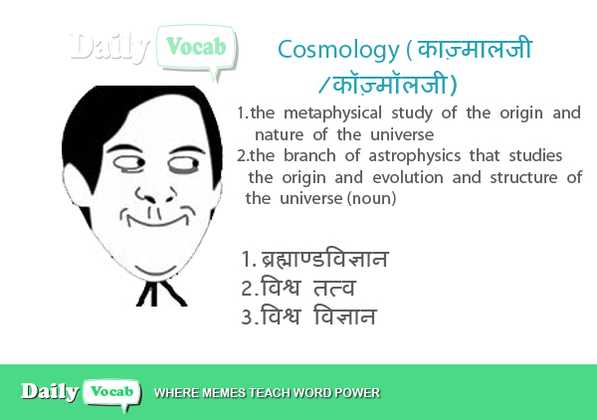 Daily Vocab
Cosmology ( काज़्मालजी
/कॉज़्मॉलजी)
1.the metaphysical study of the origin and
nature of the universe
2.the branch of astrophysics that studies
the origin and evolution and structure of
the universe (noun)
1. ब्रह्माण्डविज्ञान
2.विश्व तत्व
3.विश्व विज्ञान
Daily Vocab WHERE MEMES TEACH WORD POWER